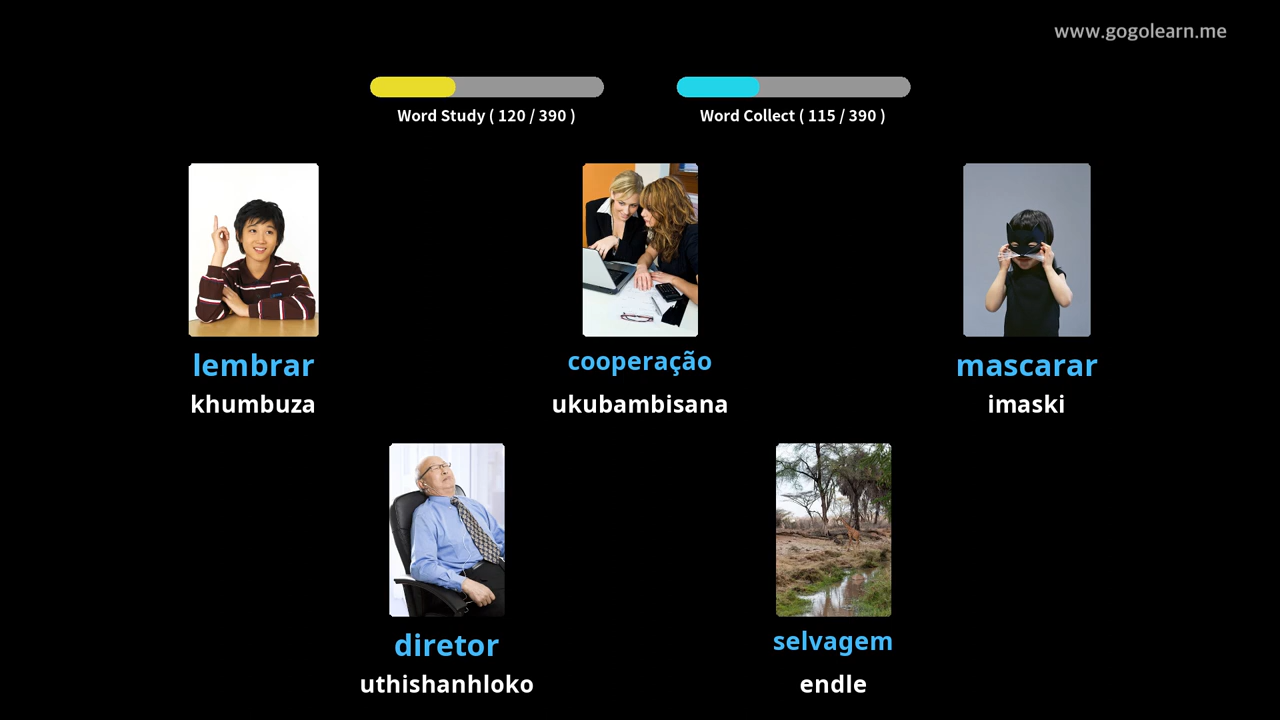 www.gogolearn.me
Word Study ( 120 / 390 )
Word Collect ( 115 / 390 )
lembrar
khumbuza
cooperação
ukubambisana
mascarar
imaski
diretor
uthishanhloko
selvagem
endle